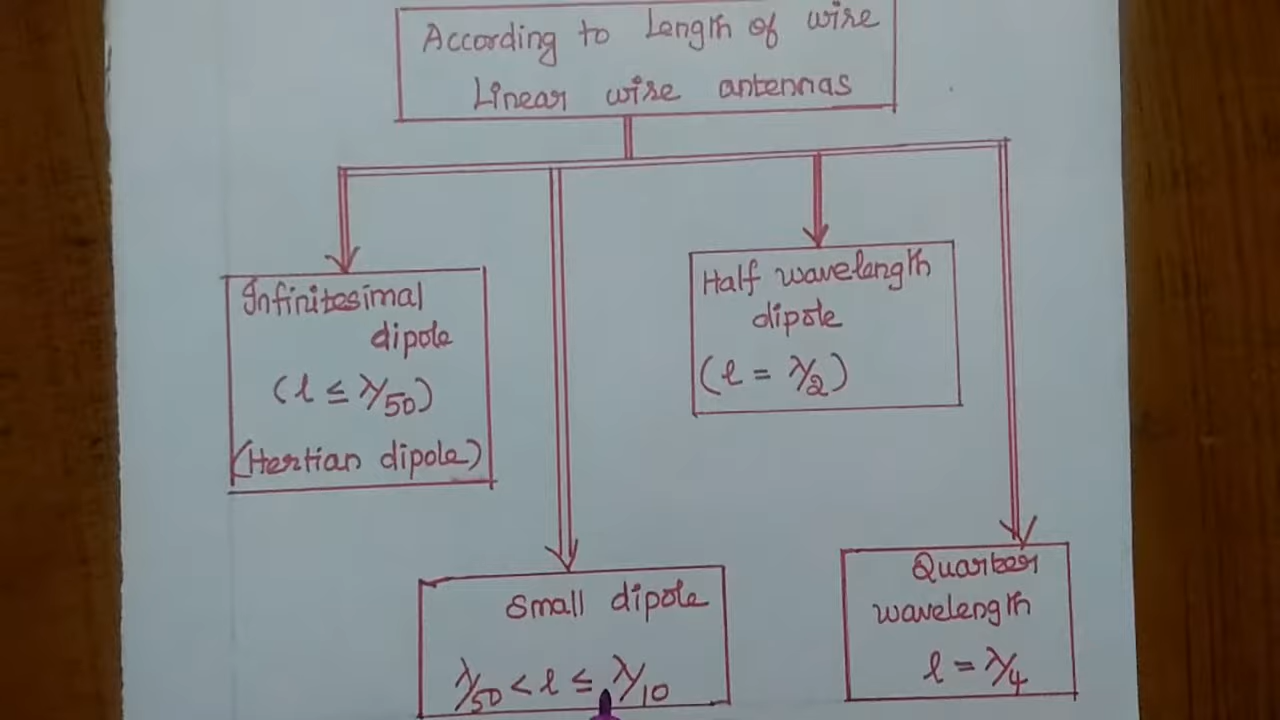 According to Length of wire
Linear wire antennas
Infinitesimal
dipole
(l ≤ λ/50)
(Hertian dipole)
Half wavelength
dipole
(l = λ/2)
Small dipole
λ/50 < l ≤ λ/10
Quarter
wavelength
l = λ/4